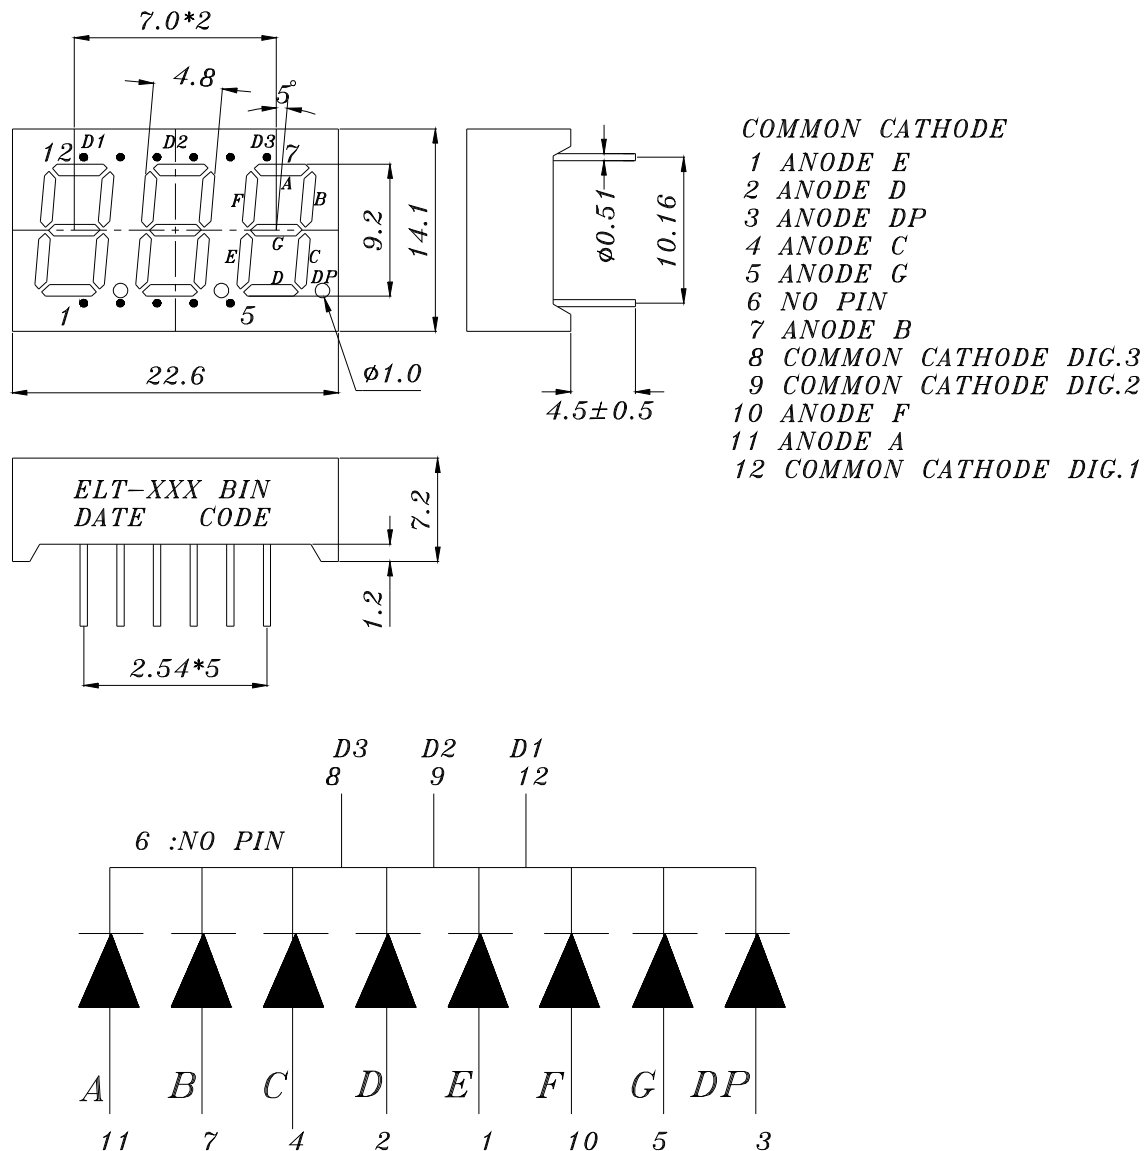 7.0*2
4.8
5°
12 D1 D2 D3 7
A
F B
G
E C
D DP
1 5
9.2
14.1
22.6
ø1.0
ø0.51
10.16
4.5±0.5
COMMON CATHODE
1 ANODE E
2 ANODE D
3 ANODE DP
4 ANODE C
5 ANODE G
6 NO PIN
7 ANODE B
8 COMMON CATHODE DIG.3
9 COMMON CATHODE DIG.2
10 ANODE F
11 ANODE A
12 COMMON CATHODE DIG.1
ELT-XXX BIN
DATE CODE
7.2
1.2
2.54*5
D3 D2 D1
8 9 12
6 :NO PIN
A B C D E F G DP
11 7 4 2 1 10 5 3